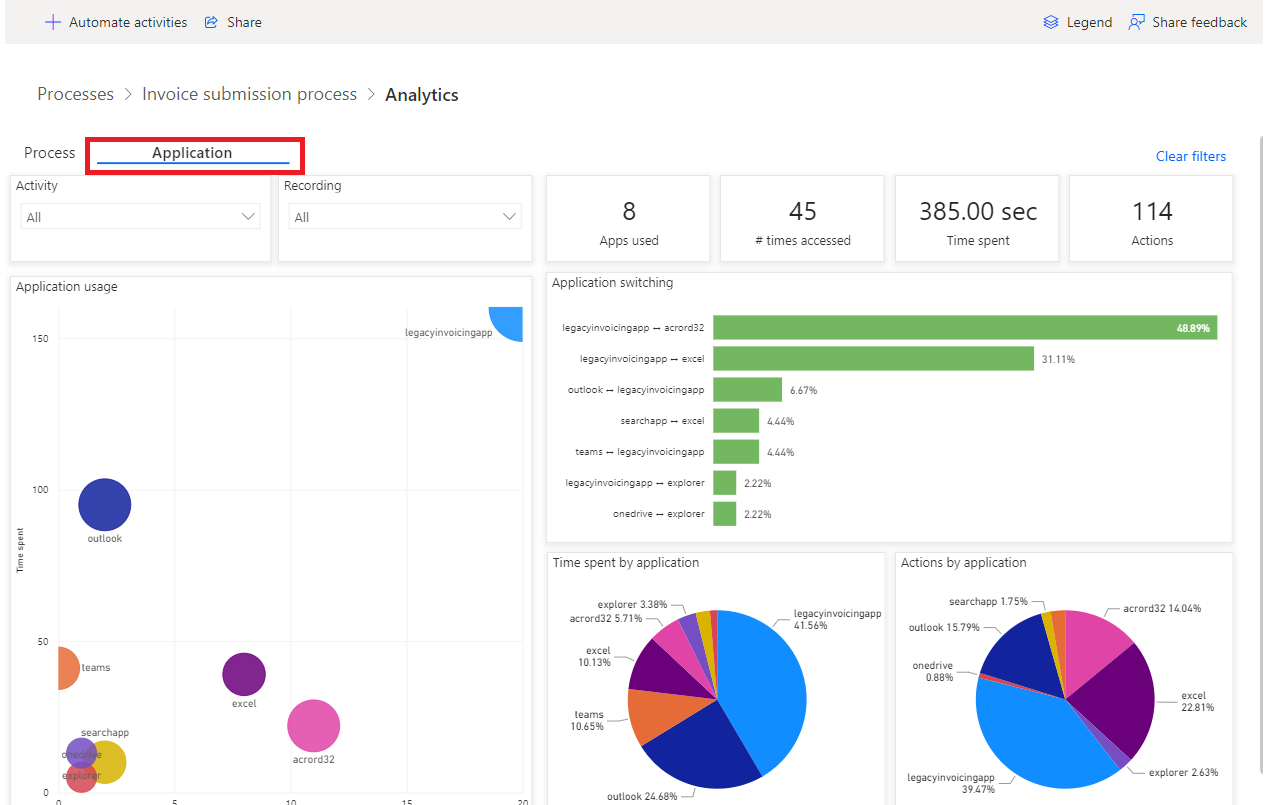 Automate activities
Share
Legend
Share feedback
Processes > Invoice submission process > Analytics
Process
Application
Clear filters
Activity
All
Recording
All
8
Apps used
45
# times accessed
385.00 sec
Time spent
114
Actions
Application usage
150
100
50
0
Time spent
0
5
10
15
20
legacyinvoicingapp
outlook
teams
excel
acrord32
searchapp
onedrive
explorer
Application switching
legacyinvoicingapp ↔ acrord32 48.89%
legacyinvoicingapp ↔ excel 31.11%
outlook ↔ legacyinvoicingapp 6.67%
searchapp ↔ excel 4.44%
teams ↔ legacyinvoicingapp 4.44%
legacyinvoicingapp ↔ explorer 2.22%
onedrive ↔ explorer 2.22%
Time spent by application
explorer 3.38%
acrord32 5.71%
excel
10.13%
teams
10.65%
outlook 24.68%
legacyinvoicingapp
41.56%
Actions by application
searchapp 1.75%
outlook 15.79%
onedrive
0.88%
legacyinvoicingapp
39.47%
acrord32 14.04%
excel
22.81%
explorer 2.63%